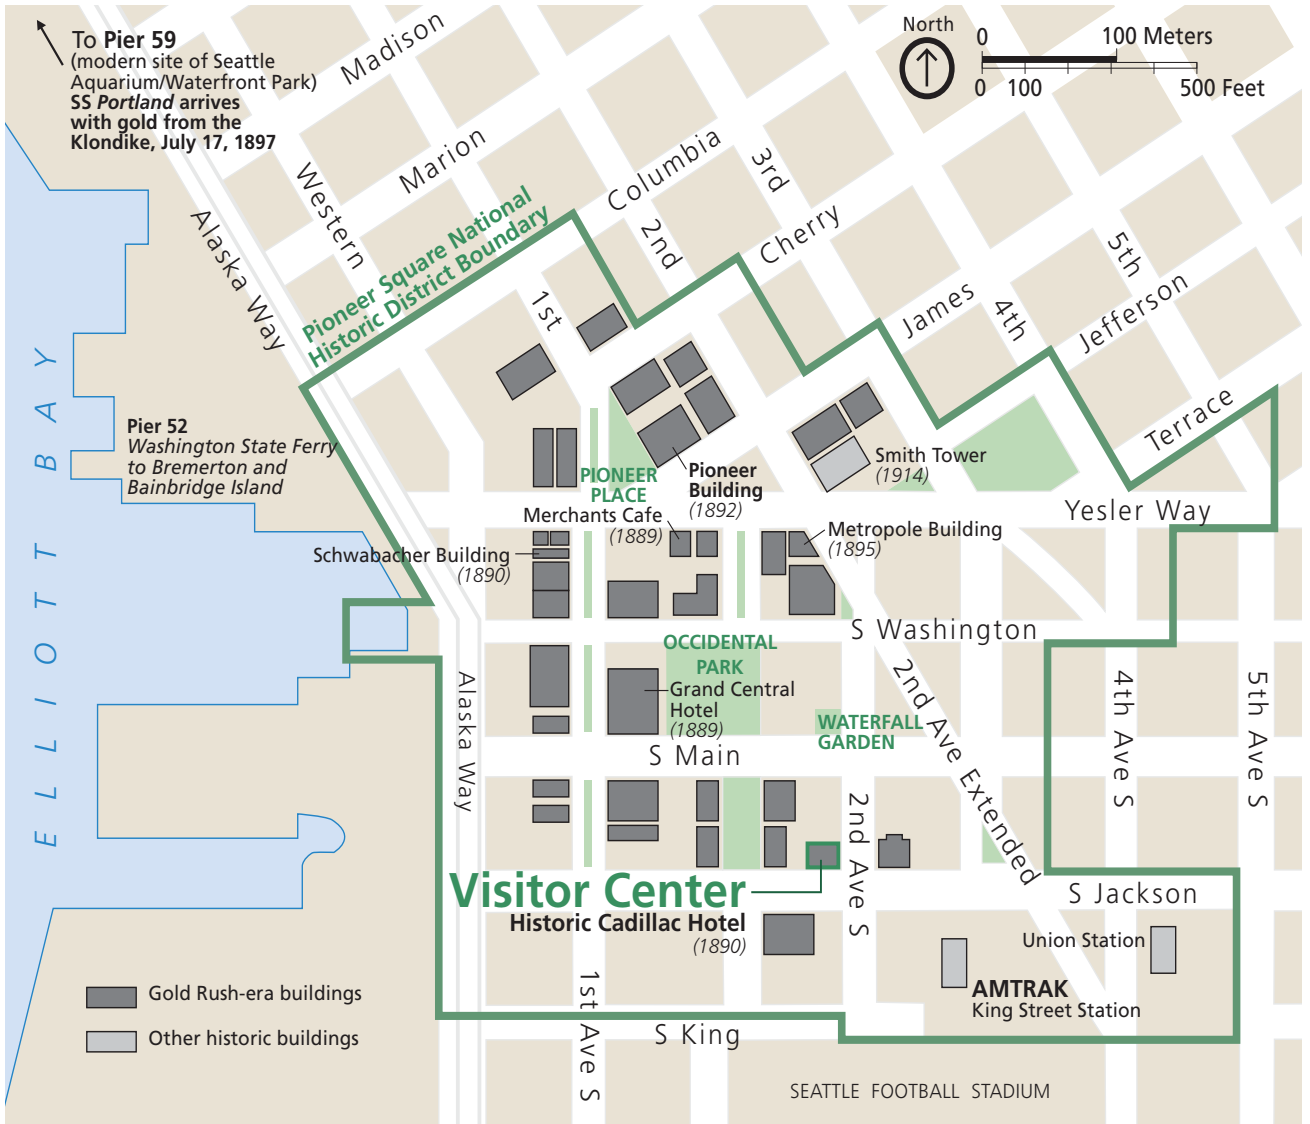 To Pier 59
(modern site of Seattle
Aquarium/Waterfront Park)
SS Portland arrives
with gold from the
Klondike, July 17, 1897
North
0
100 Meters
0
100
500 Feet
Madison
Marion
Columbia
Cherry
James
Jefferson
Terrace
Western
Alaska Way
1st
2nd
3rd
4th
5th
Pioneer Square National
Historic District Boundary
ELLIOTT BAY
Pier 52
Washington State Ferry
to Bremerton and
Bainbridge Island
PIONEER
PLACE
Pioneer
Building
(1892)
Smith Tower
(1914)
Yesler Way
Merchants Cafe
(1889)
Metropole Building
(1895)
Schwabacher Building
(1890)
S Washington
OCCIDENTAL
PARK
Grand Central
Hotel
(1889)
WATERFALL
GARDEN
2nd Ave Extended
4th Ave S
5th Ave S
Alaska Way
S Main
2nd Ave S
Visitor Center
Historic Cadillac Hotel
(1890)
S Jackson
Union Station
AMTRAK
King Street Station
1st Ave S
S King
SEATTLE FOOTBALL STADIUM
Gold Rush-era buildings
Other historic buildings